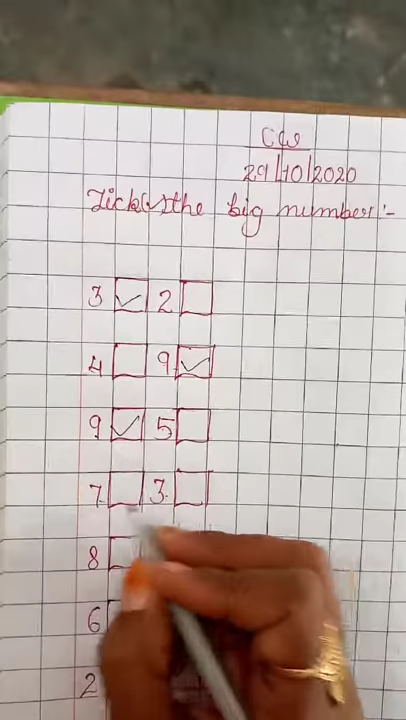 CW
29/10/2020
Tick(✓)the big number:-
3 ✓ 2
4 9 ✓
9 ✓ 5
7 3
8
6
2